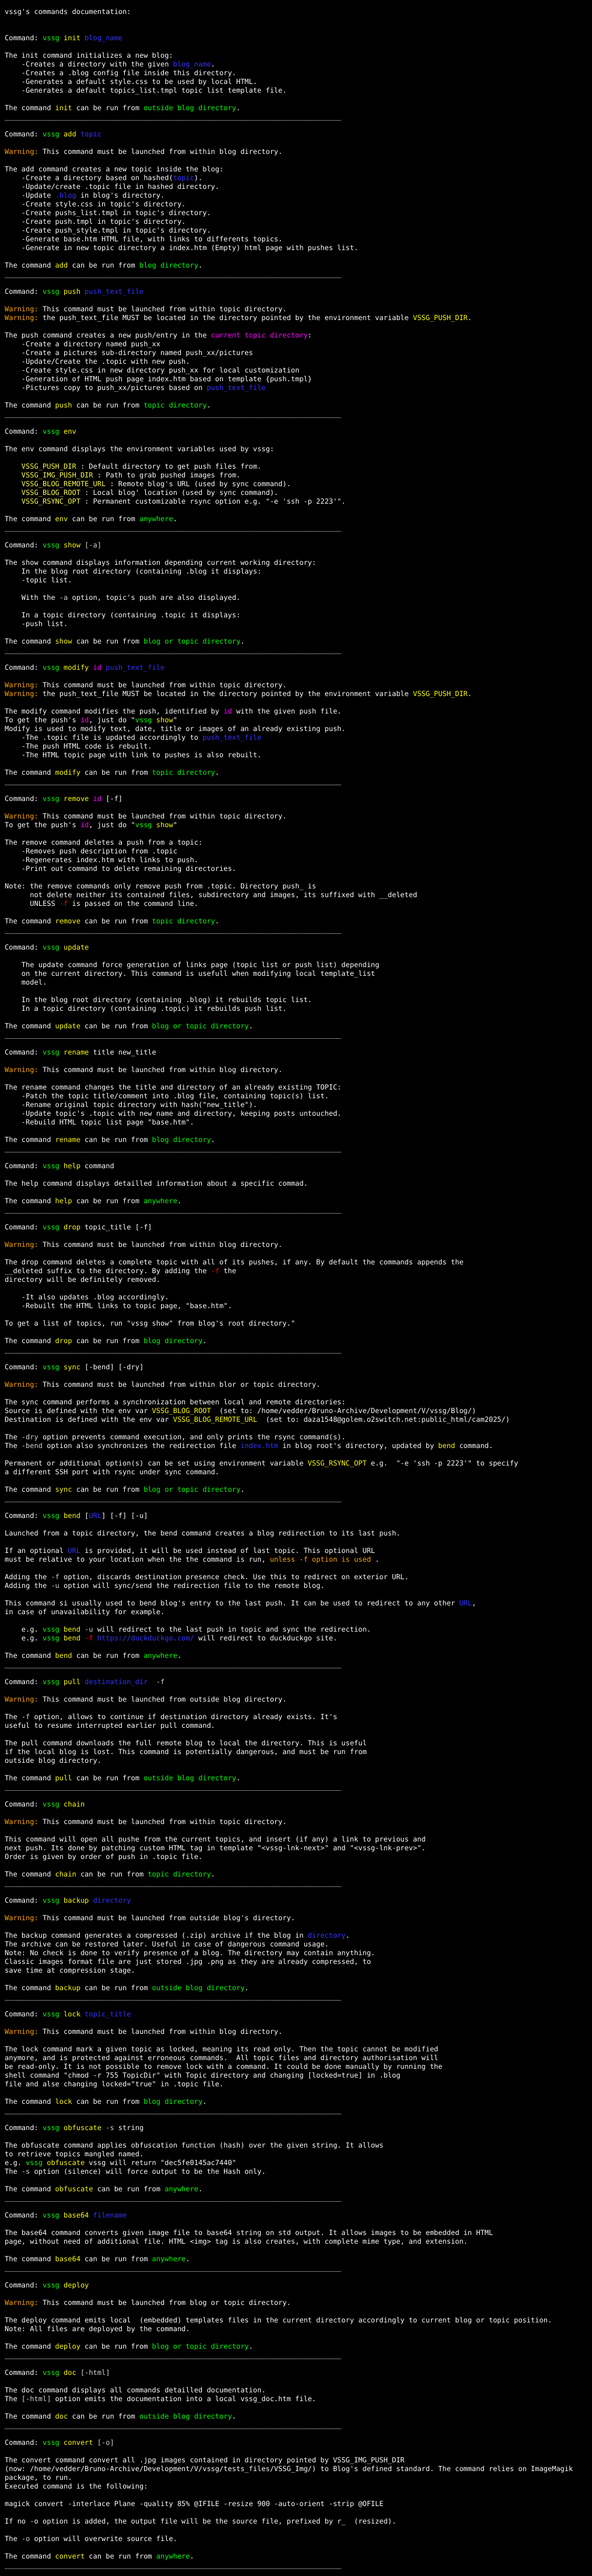 vssg's commands documentation:
Command: vssg init blog_name
The init command initializes a new blog:
-Creates a directory with the given blog_name.
-Creates a .blog config file inside this directory.
-Generates a default style.css to be used by local HTML.
-Generates a default topics_list.tmpl topic list template file.
The command init can be run from outside blog directory.
Command: vssg add topic
Warning: This command must be launched from within blog directory.
The add command creates a new topic inside the blog:
-Create a directory based on hashed(topic).
-Update/create .topic file in hashed directory.
-Update .blog in blog's directory.
-Create style.css in topic's directory.
-Create pushs_list.tmpl in topic's directory.
-Create push.tmpl in topic's directory.
-Create push_style.tmpl in topic's directory.
-Generate base.htm HTML file, with links to differents topics.
-Generate in new topic directory a index.htm (Empty) html page with pushes list.
The command add can be run from blog directory.
Command: vssg push push_text_file
Warning: This command must be launched from within topic directory.
Warning: the push_text_file MUST be located in the directory pointed by the environment variable VSSG_PUSH_DIR.
The push command creates a new push/entry in the current topic directory:
-Create a directory named push_xx
-Create a pictures sub-directory named push_xx/pictures
-Update/Create the .topic with new push.
-Create style.css in new directory push_xx for local customization
-Generation of HTML push page index.htm based on template {push.tmpl}
-Pictures copy to push_xx/pictures based on push_text_file
The command push can be run from topic directory.
Command: vssg env
The env command displays the environment variables used by vssg:
VSSG_PUSH_DIR : Default directory to get push files from.
VSSG_IMG_PUSH_DIR : Path to grab pushed images from.
VSSG_BLOG_REMOTE_URL : Remote blog's URL (used by sync command).
VSSG_BLOG_ROOT : Local blog' location (used by sync command).
VSSG_RSYNC_OPT : Permanent customizable rsync option e.g. "-e 'ssh -p 2223'".
The command env can be run from anywhere.
Command: vssg show [-a]
The show command displays information depending current working directory:
In the blog root directory (containing .blog it displays:
-topic list.
With the -a option, topic's push are also displayed.
In a topic directory (containing .topic it displays:
-push list.
The command show can be run from blog or topic directory.
Command: vssg modify id push_text_file
Warning: This command must be launched from within topic directory.
Warning: the push_text_file MUST be located in the directory pointed by the environment variable VSSG_PUSH_DIR.
The modify command modifies the push, identified by id with the given push file.
To get the push's id, just do "vssg show"
Modify is used to modify text, date, title or images of an already existing push.
-The .topic file is updated accordingly to push_text_file
-The push HTML code is rebuilt.
-The HTML topic page with link to pushes is also rebuilt.
The command modify can be run from topic directory.
Command: vssg remove id [-f]
Warning: This command must be launched from within topic directory.
To get the push's id, just do "vssg show"
The remove command deletes a push from a topic:
-Removes push description from .topic
-Regenerates index.htm with links to push.
-Print out command to delete remaining directories.
Note: the remove commands only remove push from .topic. Directory push_ is
not delete neither its contained files, subdirectory and images, its suffixed with __deleted
UNLESS -f is passed on the command line.
The command remove can be run from topic directory.
Command: vssg update
The update command force generation of links page (topic list or push list) depending
on the current directory. This command is usefull when modifying local template_list
model.
In the blog root directory (containing .blog) it rebuilds topic list.
In a topic directory (containing .topic) it rebuilds push list.
The command update can be run from blog or topic directory.
Command: vssg rename title new_title
Warning: This command must be launched from within blog directory.
The rename command changes the title and directory of an already existing TOPIC:
-Patch the topic title/comment into .blog file, containing topic(s) list.
-Rename original topic directory with hash("new_title").
-Update topic's .topic with new name and directory, keeping posts untouched.
-Rebuild HTML topic list page "base.htm".
The command rename can be run from blog directory.
Command: vssg help command
The help command displays detailled information about a specific commad.
The command help can be run from anywhere.
Command: vssg drop topic_title [-f]
Warning: This command must be launched from within blog directory.
The drop command deletes a complete topic with all of its pushes, if any. By default the commands appends the
__deleted suffix to the directory. By adding the -f the
directory will be definitely removed.
-It also updates .blog accordingly.
-Rebuilt the HTML links to topic page, "base.htm".
To get a list of topics, run "vssg show" from blog's root directory."
The command drop can be run from blog directory.
Command: vssg sync [-bend] [-dry]
Warning: This command must be launched from within blor or topic directory.
The sync command performs a synchronization between local and remote directories:
Source is defined with the env var VSSG_BLOG_ROOT  (set to: /home/vedder/Bruno-Archive/Development/V/vssg/Blog/)
Destination is defined with the env var VSSG_BLOG_REMOTE_URL  (set to: daza1548@golem.o2switch.net:public_html/cam2025/)
The -dry option prevents command execution, and only prints the rsync command(s).
The -bend option also synchronizes the redirection file index.htm in blog root's directory, updated by bend command.
Permanent or additional option(s) can be set using environment variable VSSG_RSYNC_OPT e.g.  "-e 'ssh -p 2223'" to specify
a different SSH port with rsync under sync command.
The command sync can be run from blog or topic directory.
Command: vssg bend [URL] [-f] [-u]
Launched from a topic directory, the bend command creates a blog redirection to its last push.
If an optional URL is provided, it will be used instead of last topic. This optional URL
must be relative to your location when the the command is run, unless -f option is used .
Adding the -f option, discards destination presence check. Use this to redirect on exterior URL.
Adding the -u option will sync/send the redirection file to the remote blog.
This command si usually used to bend blog's entry to the last push. It can be used to redirect to any other URL,
in case of unavailability for example.
e.g. vssg bend -u will redirect to the last push in topic and sync the redirection.
e.g. vssg bend -f https://duckduckgo.com/ will redirect to duckduckgo site.
The command bend can be run from anywhere.
Command: vssg pull destination_dir  -f
Warning: This command must be launched from outside blog directory.
The -f option, allows to continue if destination directory already exists. It's
useful to resume interrupted earlier pull command.
The pull command downloads the full remote blog to local the directory. This is useful
if the local blog is lost. This command is potentially dangerous, and must be run from
outside blog directory.
The command pull can be run from outside blog directory.
Command: vssg chain
Warning: This command must be launched from within topic directory.
This command will open all pushe from the current topics, and insert (if any) a link to previous and
next push. Its done by patching custom HTML tag in template "<vssg-lnk-next>" and "<vssg-lnk-prev>".
Order is given by order of push in .topic file.
The command chain can be run from topic directory.
Command: vssg backup directory
Warning: This command must be launched from outside blog's directory.
The backup command generates a compressed (.zip) archive if the blog in directory.
The archive can be restored later. Useful in case of dangerous command usage.
Note: No check is done to verify presence of a blog. The directory may contain anything.
Classic images format file are just stored .jpg .png as they are already compressed, to
save time at compression stage.
The command backup can be run from outside blog directory.
Command: vssg lock topic_title
Warning: This command must be launched from within blog directory.
The lock command mark a given topic as locked, meaning its read only. Then the topic cannot be modified
anymore, and is protected against erroneous commands.  All topic files and directory authorisation will
be read-only. It is not possible to remove lock with a command. It could be done manually by running the
shell command "chmod -r 755 TopicDir" with Topic directory and changing [locked=true] in .blog
file and alse changing locked="true" in .topic file.
The command lock can be run from blog directory.
Command: vssg obfuscate -s string
The obfuscate command applies obfuscation function (hash) over the given string. It allows
to retrieve topics mangled named.
e.g. vssg obfuscate vssg will return "dec5fe0145ac7440"
The -s option (silence) will force output to be the Hash only.
The command obfuscate can be run from anywhere.
Command: vssg base64 filename
The base64 command converts given image file to base64 string on std output. It allows images to be embedded in HTML
page, without need of additional file. HTML <img> tag is also creates, with complete mime type, and extension.
The command base64 can be run from anywhere.
Command: vssg deploy
Warning: This command must be launched from blog or topic directory.
The deploy command emits local  (embedded) templates files in the current directory accordingly to current blog or topic position.
Note: All files are deployed by the command.
The command deploy can be run from blog or topic directory.
Command: vssg doc [-html]
The doc command displays all commands detailled documentation.
The [-html] option emits the documentation into a local vssg_doc.htm file.
The command doc can be run from outside blog directory.
Command: vssg convert [-o]
The convert command convert all .jpg images contained in directory pointed by VSSG_IMG_PUSH_DIR
(now: /home/vedder/Bruno-Archive/Development/V/vssg/tests_files/VSSG_Img/) to Blog's defined standard. The command relies on ImageMagik
package, to run.
Executed command is the following:
magick convert -interlace Plane -quality 85% @IFILE -resize 900 -auto-orient -strip @OFILE
If no -o option is added, the output file will be the source file, prefixed by r_  (resized).
The -o option will overwrite source file.
The command convert can be run from anywhere.